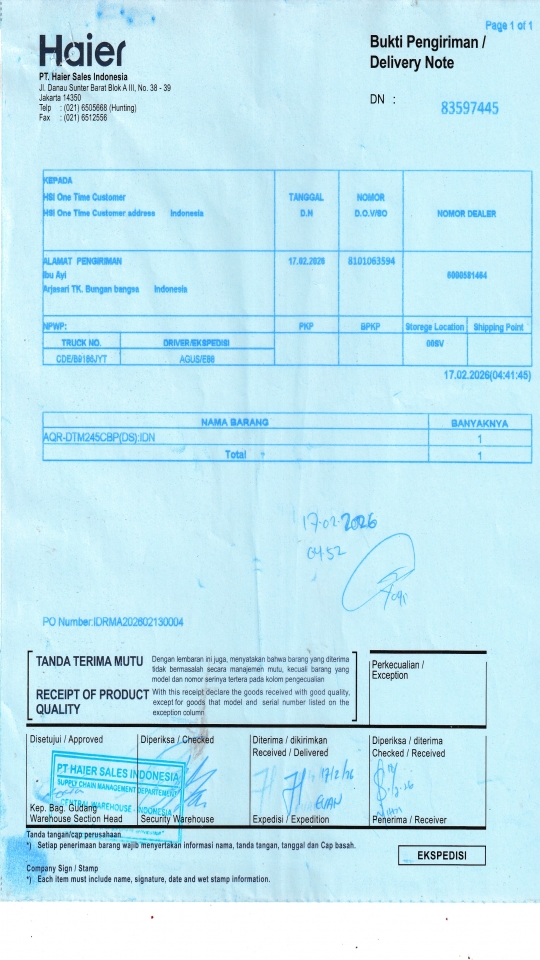 Page 1 of 1
Haier
Bukti Pengiriman /
Delivery Note
PT. Haier Sales Indonesia
Jl. Danau Sunter Barat Blok A III, No. 38 - 39
Jakarta 14350
Telp : (021) 6505668 (Hunting)
Fax : (021) 6512556
DN : 83597445
KEPADA
HSI One Time Customer
HSI One Time Customer address Indonesia
TANGGAL
D.N
NOMOR
D.O.V/SO
NOMOR DEALER
ALAMAT PENGIRIMAN
Ibu Ayi
Arjasari TK. Bungan bangsa Indonesia
17.02.2026
8101063594
6000581464
NPWP:
PKP
BPKP
Storege Location
Shipping Point
TRUCK NO.
DRIVER/EKSPEDISI
00SV
CDE/B9186JYT
AGUS/E86
17.02.2026(04:41:45)
NAMA BARANG
BANYAKNYA
AQR-DTM245CBP(DS):IDN
1
Total
1
17-02-2026
04.52
Yogi
PO Number:IDRMA202602130004
TANDA TERIMA MUTU
Dengan lembaran ini juga, menyatakan bahwa barang yang diterima
tidak bermasalah secara manajemen mutu, kecuali barang yang
model dan nomor serinya tertera pada kolom pengecualian
RECEIPT OF PRODUCT
QUALITY
With this receipt declare the goods received with good quality,
except for goods that model and serial number listed on the
exception column
Perkecualian /
Exception
Disetujui / Approved
Diperiksa / Checked
Diterima / dikirimkan
Received / Delivered
Diperiksa / diterima
Checked / Received
PT HAIER SALES INDONESIA
SUPPLY CHAIN MANAGEMENT DEPARTEMENT
CENTRAL WAREHOUSE - INDONESIA
17/2/26
Kep. Bag. Gudang
Warehouse Section Head
Security Warehouse
Expedisi / Expedition
Penerima / Receiver
Tanda tangan/cap perusahaan
*) Setiap penerimaan barang wajib menyertakan informasi nama, tanda tangan, tanggal dan Cap basah.
EKSPEDISI
Company Sign / Stamp
*) Each item must include name, signature, date and wet stamp information.